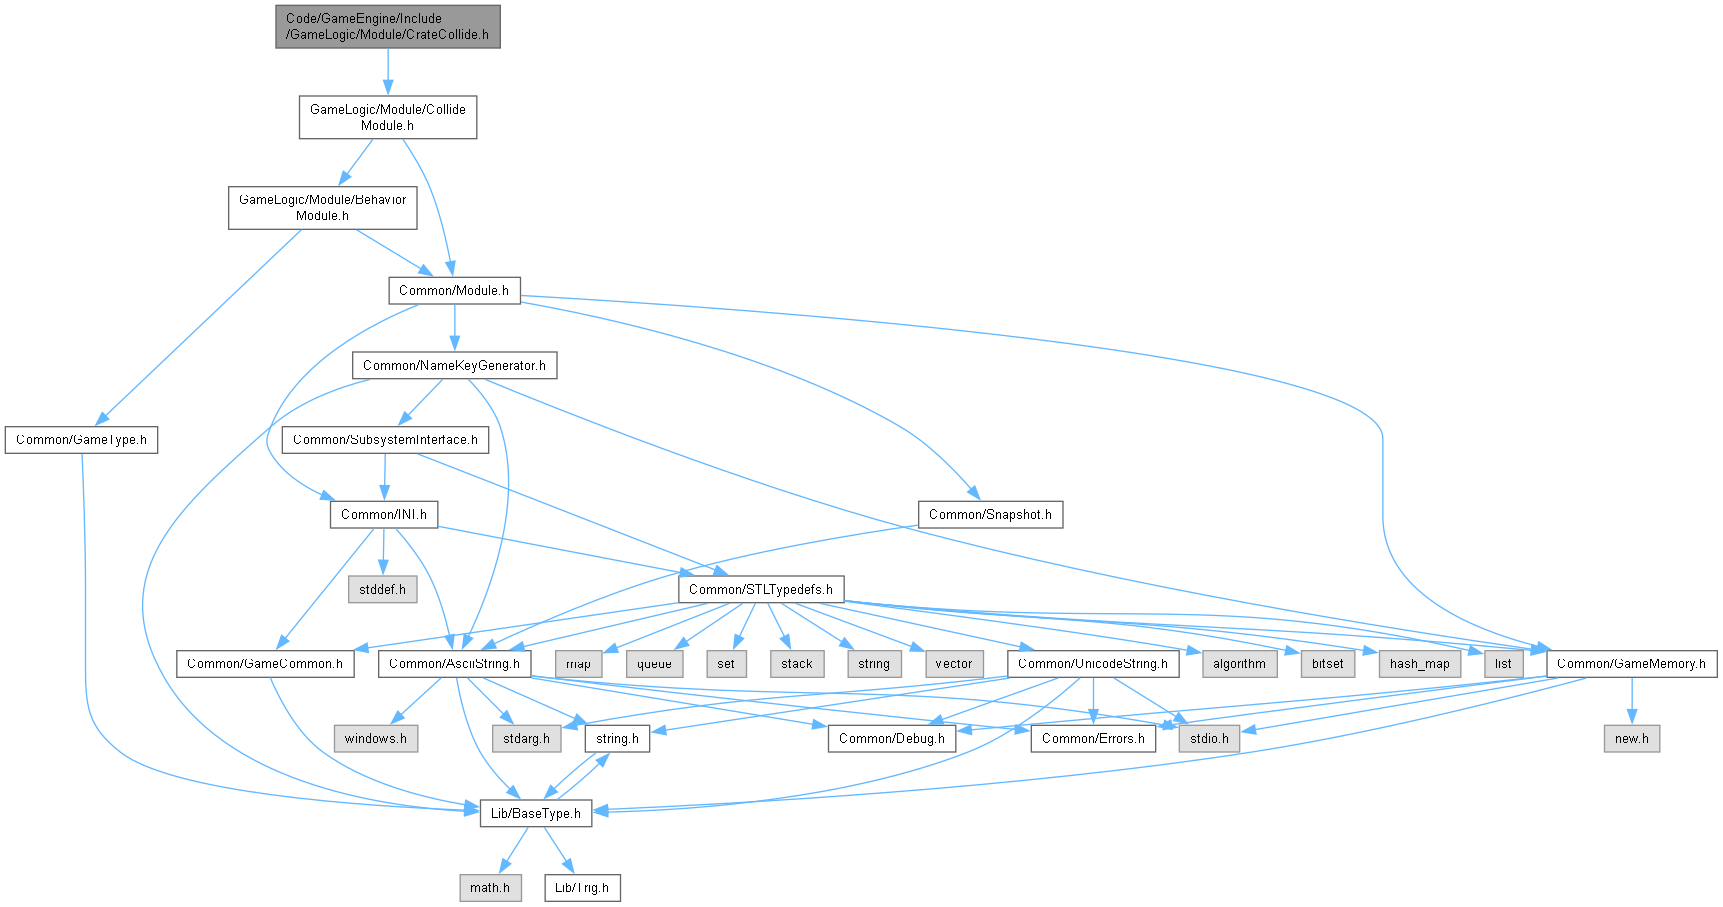 Code/GameEngine/Include
/GameLogic/Module/CrateCollide.h
GameLogic/Module/Collide
Module.h
GameLogic/Module/Behavior
Module.h
Common/Module.h
Common/NameKeyGenerator.h
Common/GameType.h
Common/SubsystemInterface.h
Common/INI.h
Common/Snapshot.h
stddef.h
Common/STLTypedefs.h
Common/GameCommon.h
Common/AsciiString.h
map
queue
set
stack
string
vector
Common/UnicodeString.h
algorithm
bitset
hash_map
list
Common/GameMemory.h
windows.h
stdarg.h
string.h
Common/Debug.h
Common/Errors.h
stdio.h
new.h
Lib/BaseType.h
math.h
Lib/Trig.h